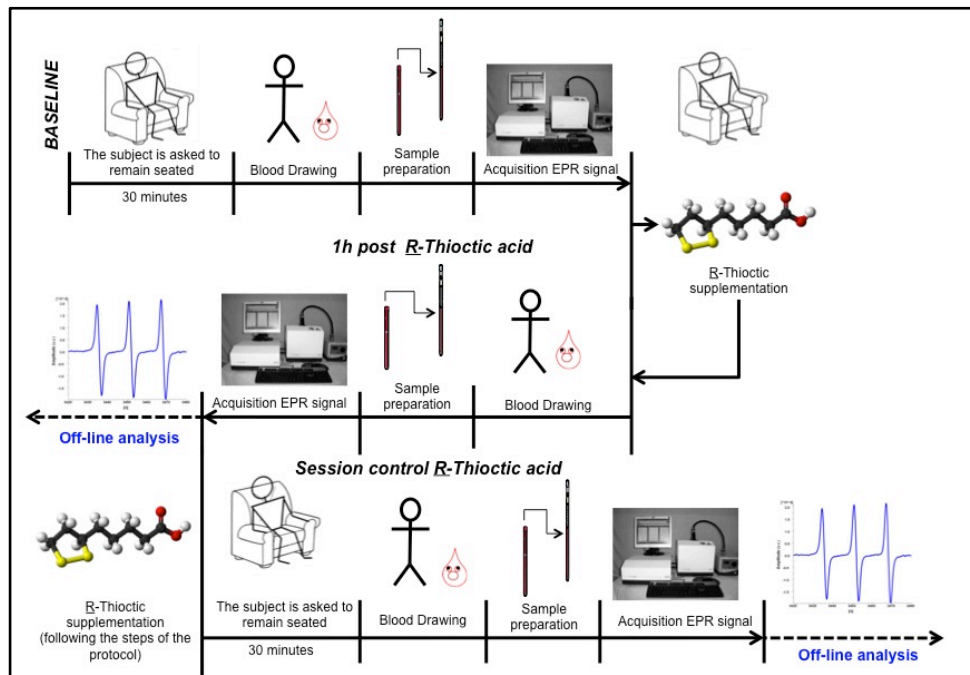 BASELINE
The subject is asked to
remain seated
30 minutes
Blood Drawing
Sample
preparation
Acquisition EPR signal
R-Thioctic
supplementation
1h post R-Thioctic acid
Acquisition EPR signal
Sample
preparation
Blood Drawing
Off-line analysis
Session control R-Thioctic acid
R-Thioctic
supplementation
(following the steps of the
protocol)
The subject is asked to
remain seated
30 minutes
Blood Drawing
Sample
preparation
Acquisition EPR signal
Off-line analysis